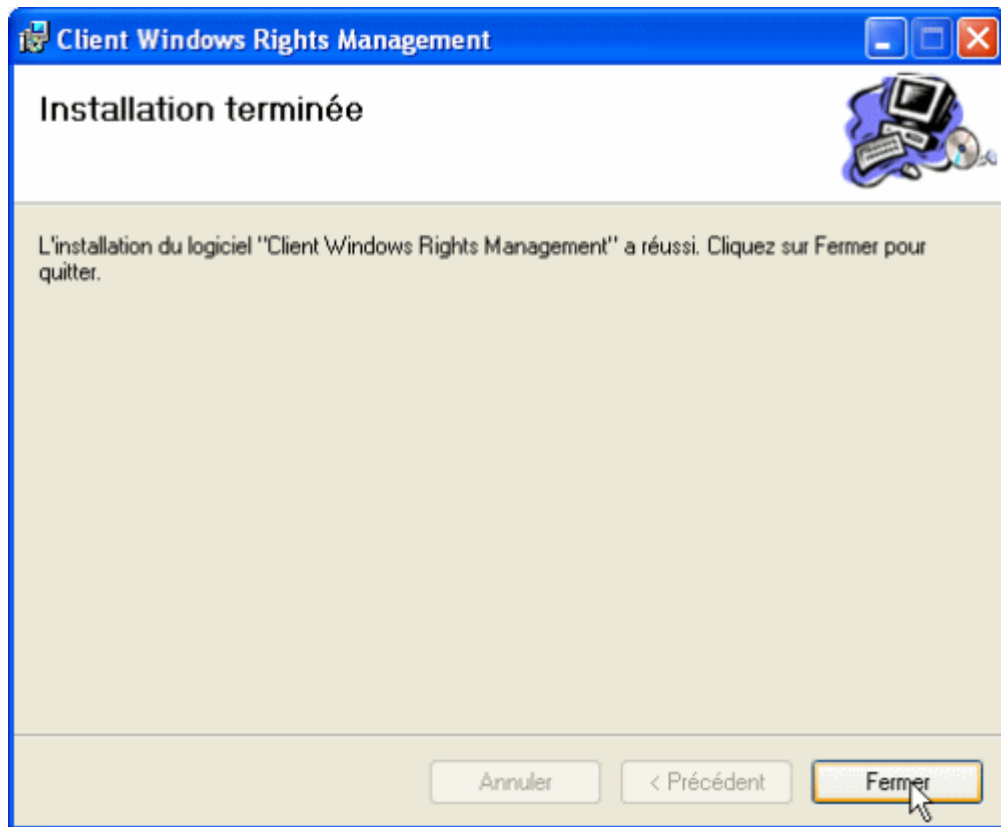 Client Windows Rights Management
Installation terminée
L'installation du logiciel "Client Windows Rights Management" a réussi. Cliquez sur Fermer pour
quitter.
Annuler
< Précédent
Fermer